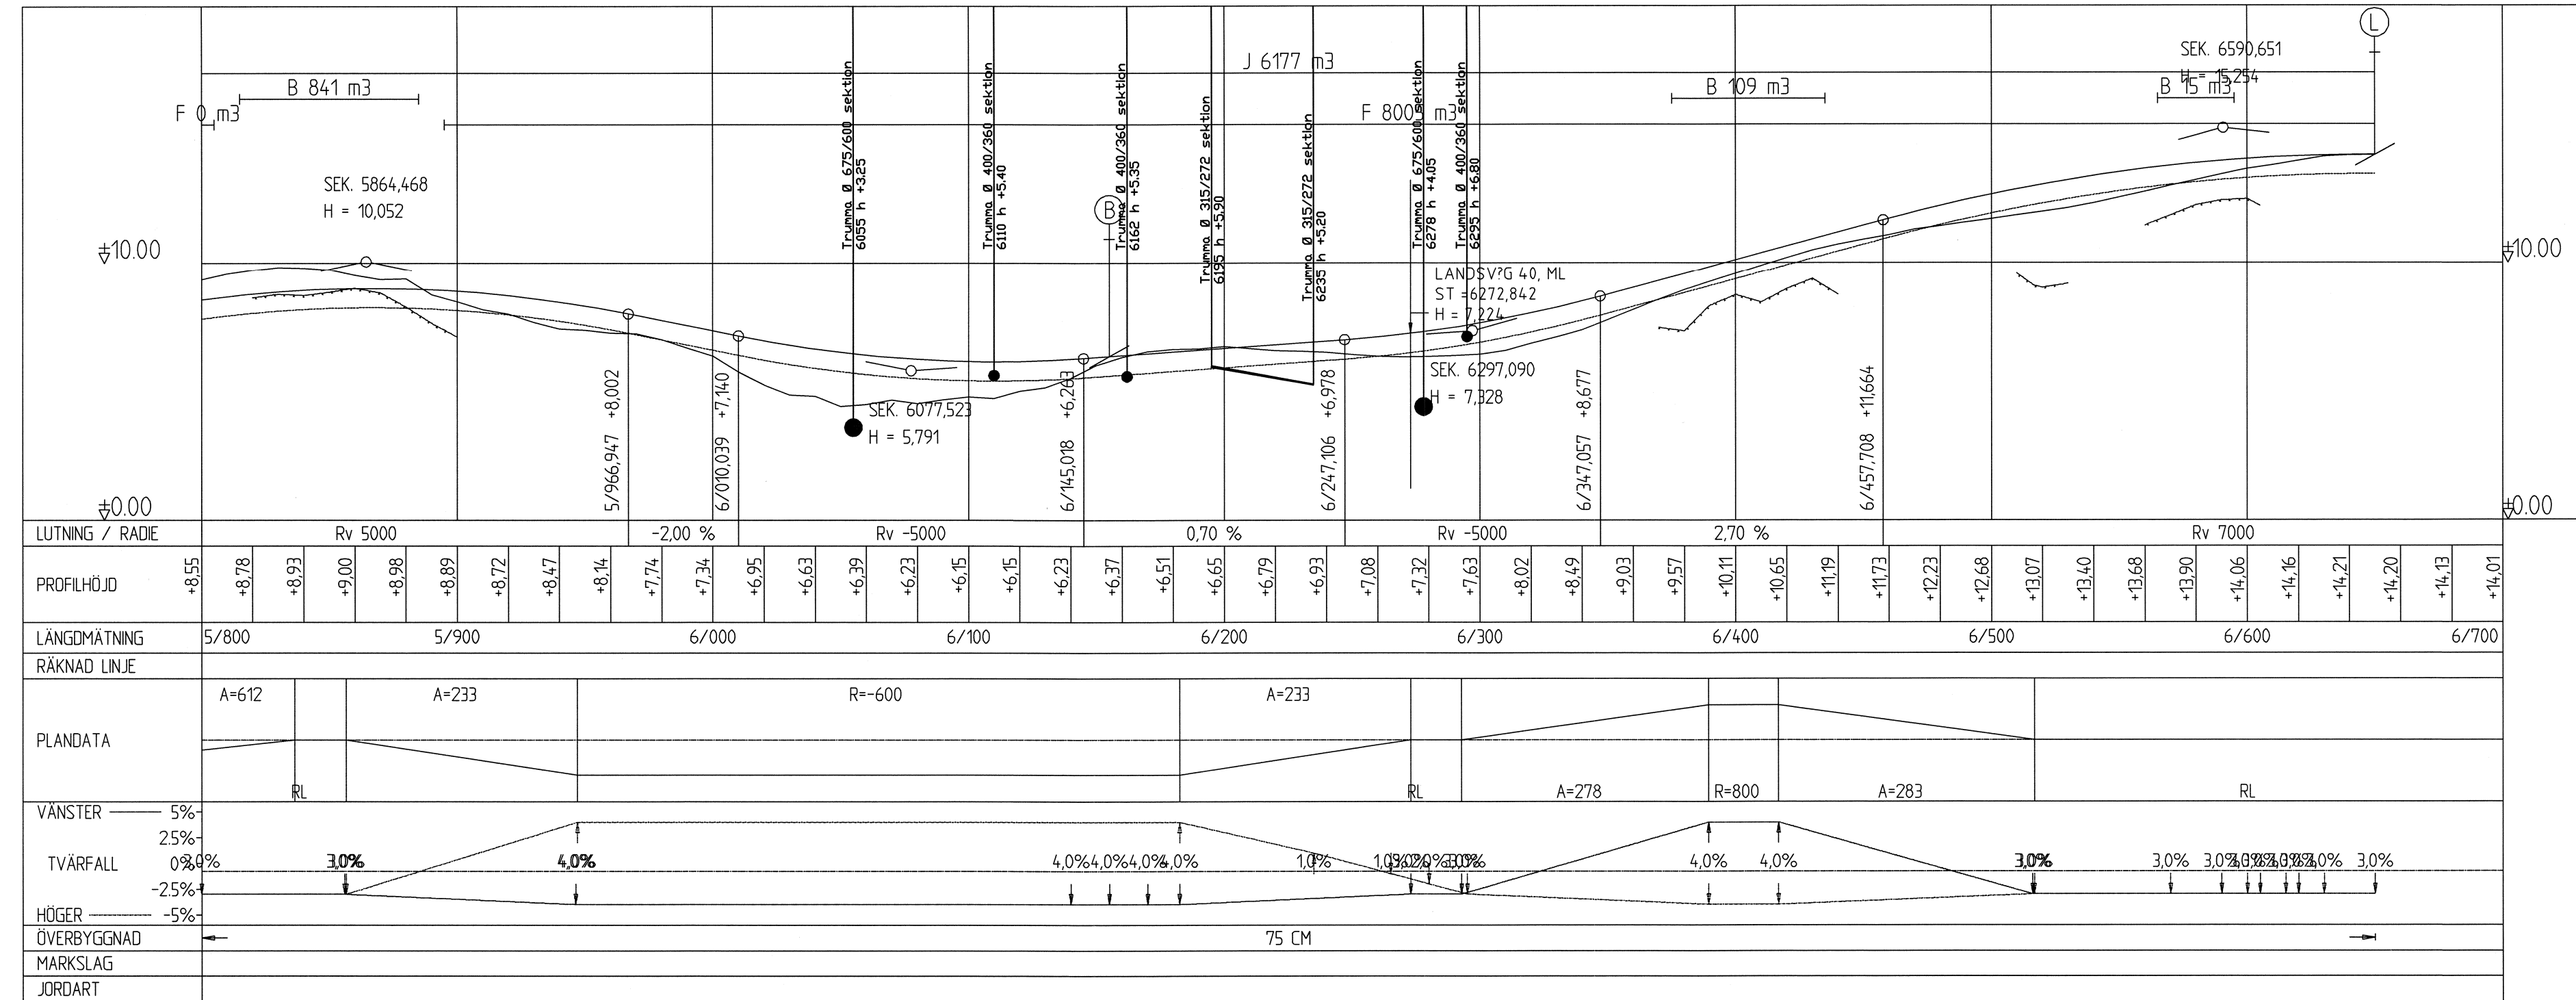 L
SEK. 6590,651
H = 15,254
J 6177 m3
B 841 m3
B 109 m3
B 15 m3
F 0 m3
F 8005 m3
SEK. 5864,468
H = 10,052
Trumma Ø 675/600 sektion
6055 h +3.25
Trumma Ø 400/360 sektion
6110 h +5.40
B
Trumma Ø 400/360 sektion
6162 h +5.35
Trumma Ø 315/272 sektion
6195 h +5.90
Trumma Ø 315/272 sektion
6235 h +5.20
Trumma Ø 675/600 sektion
6278 h +4.05
Trumma Ø 400/360 sektion
6295 h +6.80
±10.00
±10.00
LANDSV?G 40, ML
ST =6272,842
H = 7,224
SEK. 6297,090
H = 7,328
SEK. 6077,523
H = 5,791
5/966,947 +8,002
6/010,039 +7,140
6/145,018 +6,263
6/247,106 +6,978
6/347,057 +8,677
6/457,708 +11,664
±0.00
±0.00
LUTNING / RADIE Rv 5000 -2,00 % Rv -5000 0,70 % Rv -5000 2,70 % Rv 7000
PROFILHÖJD +8,55 +8,78 +8,93 +9,00 +8,98 +8,89 +8,72 +8,47 +8,14 +7,74 +7,34 +6,95 +6,63 +6,39 +6,23 +6,15 +6,15 +6,23 +6,37 +6,51 +6,65 +6,79 +6,93 +7,08 +7,32 +7,63 +8,02 +8,49 +9,03 +9,57 +10,11 +10,65 +11,19 +11,73 +12,23 +12,68 +13,07 +13,40 +13,68 +13,90 +14,06 +14,16 +14,21 +14,20 +14,13 +14,01
LÄNGDMÄTNING 5/800 5/900 6/000 6/100 6/200 6/300 6/400 6/500 6/600 6/700
RÄKNAD LINJE
A=612 A=233 R=-600 A=233
PLANDATA
RL RL A=278 R=800 A=283 RL
VÄNSTER 5%
2.5%
TVÄRFALL 0% 3,0% 3,0% 4,0% 4,0% 4,0% 4,0% 4,0% 1,0% 3,0% 4,0% 4,0% 3,0% 3,0% 3,0% 3,0% 3,0%
-2.5%
HÖGER -5%
ÖVERBYGGNAD 75 CM
MARKSLAG
JORDART